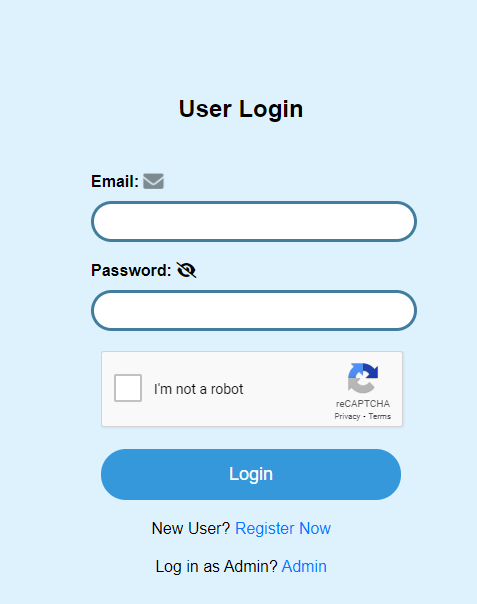 User Login
Email:
Password:
I'm not a robot
reCAPTCHA
Privacy - Terms
Login
New User? Register Now
Log in as Admin? Admin